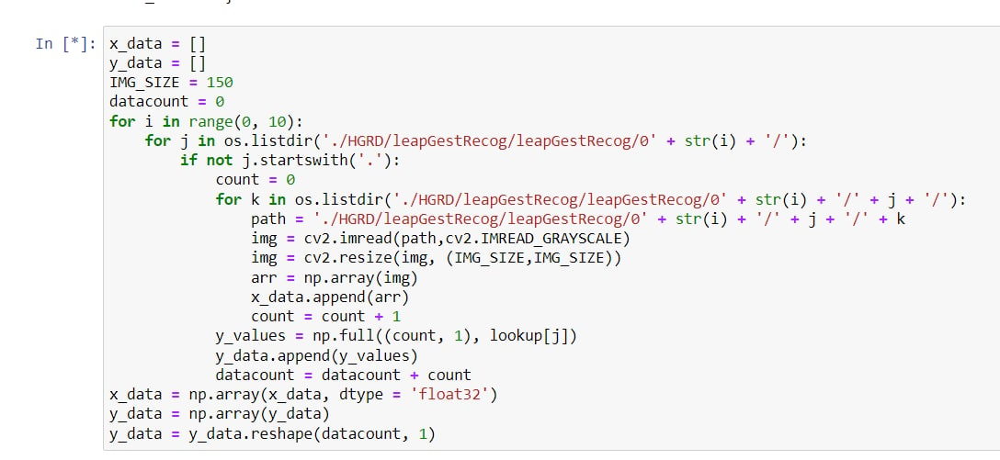 In [*]: x_data = []
y_data = []
IMG_SIZE = 150
datacount = 0
for i in range(0, 10):
    for j in os.listdir('./HGRD/leapGestRecog/leapGestRecog/0' + str(i) + '/'):
        if not j.startswith('.'):
            count = 0
            for k in os.listdir('./HGRD/leapGestRecog/leapGestRecog/0' + str(i) + '/' + j + '/'):
                path = './HGRD/leapGestRecog/leapGestRecog/0' + str(i) + '/' + j + '/' + k
                img = cv2.imread(path,cv2.IMREAD_GRAYSCALE)
                img = cv2.resize(img, (IMG_SIZE,IMG_SIZE))
                arr = np.array(img)
                x_data.append(arr)
                count = count + 1
            y_values = np.full((count, 1), lookup[j])
            y_data.append(y_values)
            datacount = datacount + count
x_data = np.array(x_data, dtype = 'float32')
y_data = np.array(y_data)
y_data = y_data.reshape(datacount, 1)